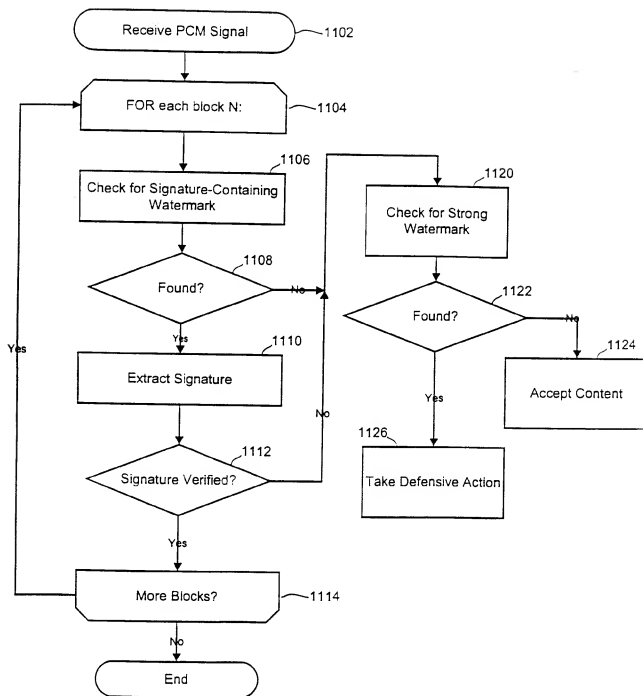 Receive PCM Signal
1102
FOR each block N:
1104
1106
Check for Signature-Containing
Watermark
1108
Found?
No
Yes
1110
Extract Signature
No
1112
Signature Verified?
Yes
Yes
More Blocks?
1114
No
End
1120
Check for Strong
Watermark
1122
Found?
No
1124
Accept Content
Yes
1126
Take Defensive Action